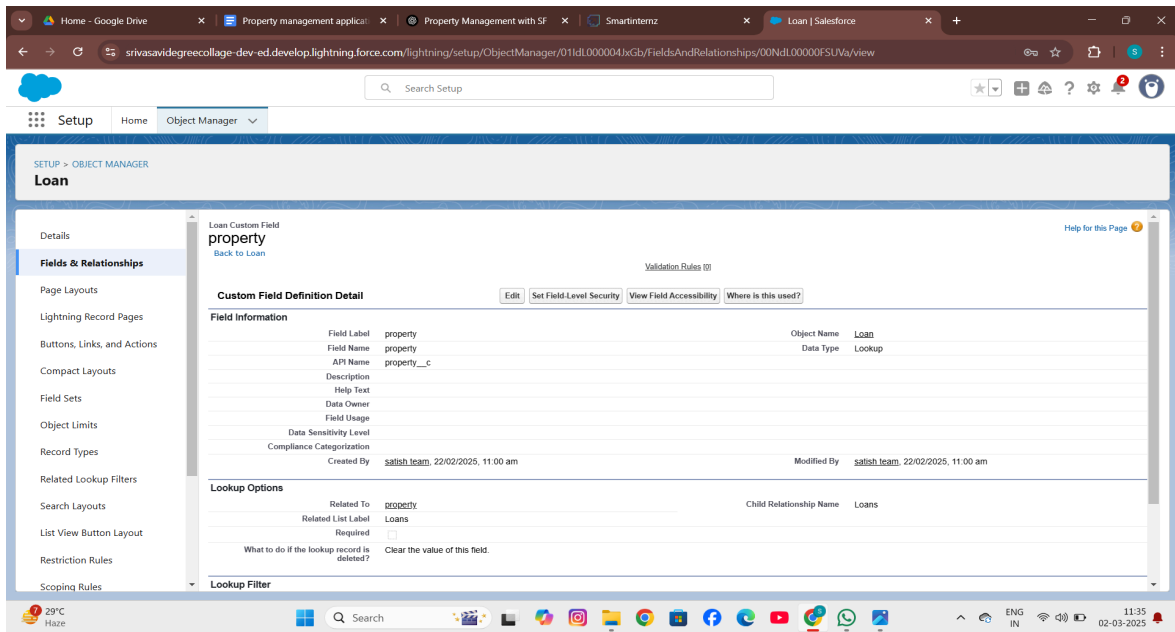 Home - Google Drive
Property management applicati
Property Management with SF
Smartinternz
Loan | Salesforce
srivasavidegreecollage-dev-ed.develop.lightning.force.com/lightning/setup/ObjectManager/01IdL000004JxGb/FieldsAndRelationships/00NdL00000FSUVa/view
S
Search Setup
2
Setup
Home
Object Manager
SETUP > OBJECT MANAGER
Loan
Details
Fields & Relationships
Page Layouts
Lightning Record Pages
Buttons, Links, and Actions
Compact Layouts
Field Sets
Object Limits
Record Types
Related Lookup Filters
Search Layouts
List View Button Layout
Restriction Rules
Scoping Rules
Loan Custom Field
property
Back to Loan
Help for this Page ?
Validation Rules [0]
Custom Field Definition Detail Edit Set Field-Level Security View Field Accessibility Where is this used?
Field Information
Field Label property Object Name Loan
Field Name property Data Type Lookup
API Name property__c
Description
Help Text
Data Owner
Field Usage
Data Sensitivity Level
Compliance Categorization
Created By satish team, 22/02/2025, 11:00 am Modified By satish team, 22/02/2025, 11:00 am
Lookup Options
Related To property Child Relationship Name Loans
Related List Label Loans
Required
What to do if the lookup record is deleted? Clear the value of this field.
Lookup Filter
7
29°C
Haze
Search
ENG
IN
11:35
02-03-2025